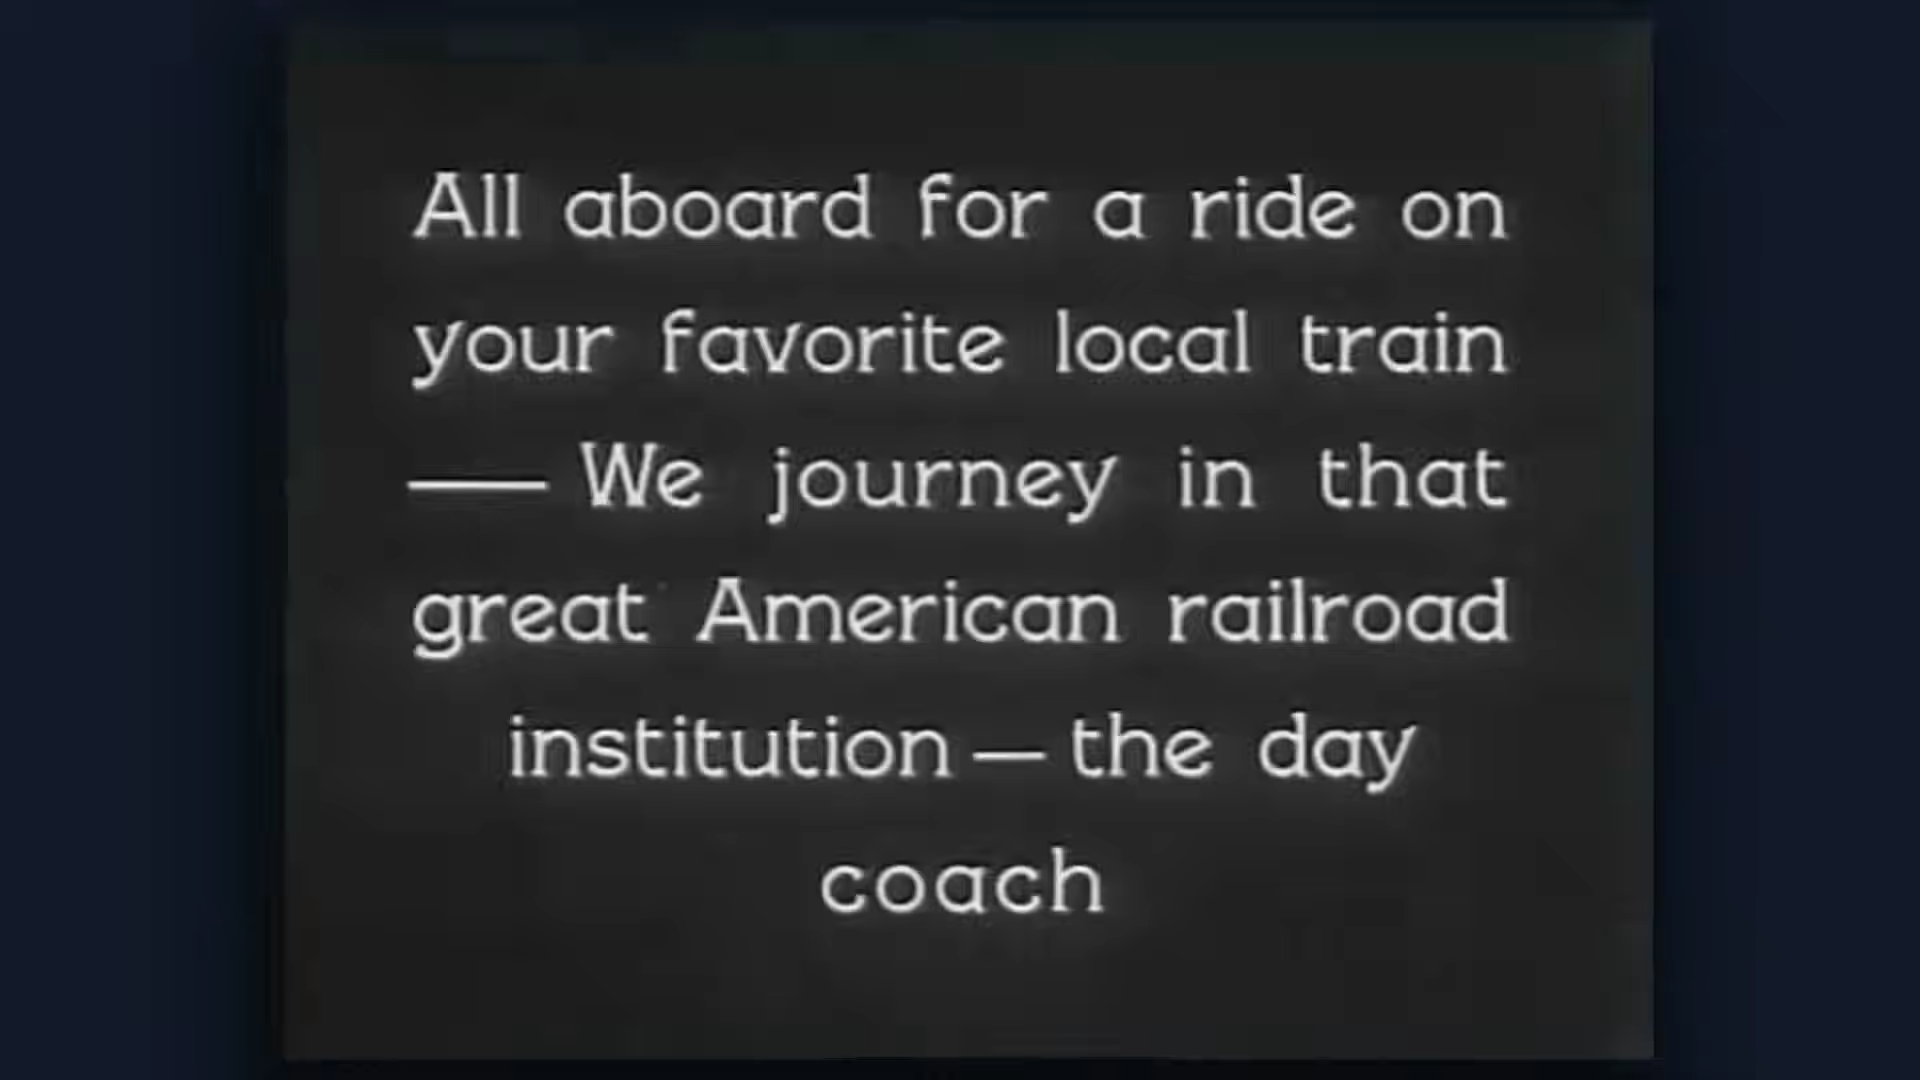 All aboard for a ride on
your favorite local train
— We journey in that
great American railroad
institution — the day
coach